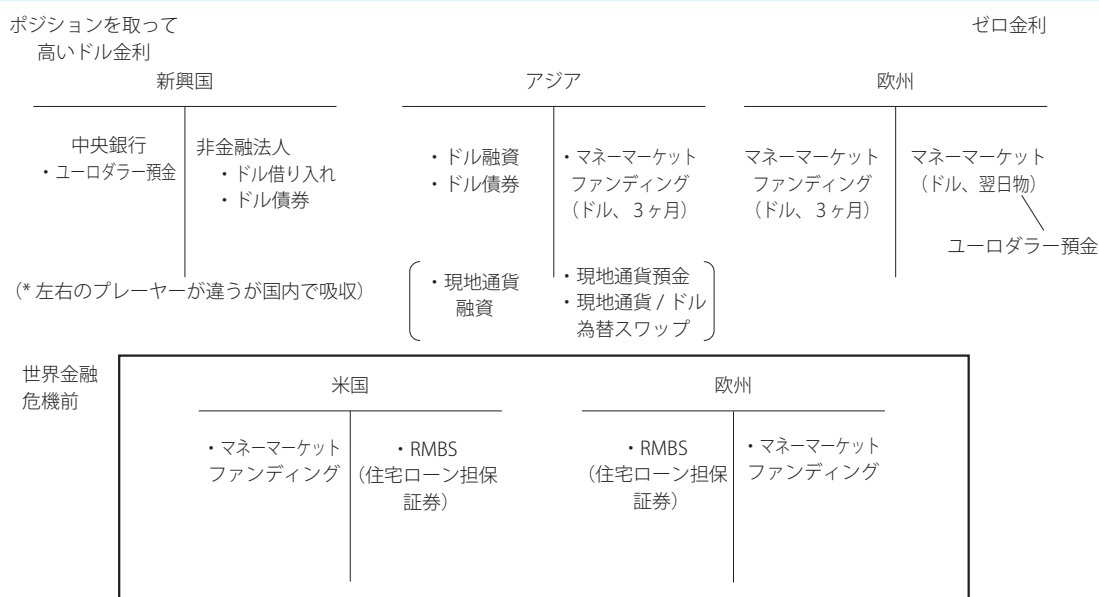 ポジションを取って
高いドル金利
ゼロ金利
新興国
中央銀行
・ユーロダラー預金
非金融法人
・ドル借り入れ
・ドル債券
(* 左右のプレーヤーが違うが国内で吸収)
アジア
・ドル融資
・ドル債券
・マネーマーケット
ファンディング
(ドル、3ヶ月)
・現地通貨
融資
・現地通貨預金
・現地通貨 / ドル
為替スワップ
欧州
マネーマーケット
ファンディング
(ドル、3ヶ月)
マネーマーケット
(ドル、翌日物)
ユーロダラー預金
世界金融
危機前
米国
・マネーマーケット
ファンディング
・RMBS
(住宅ローン担保
証券)
欧州
・RMBS
(住宅ローン担保
証券)
・マネーマーケット
ファンディング